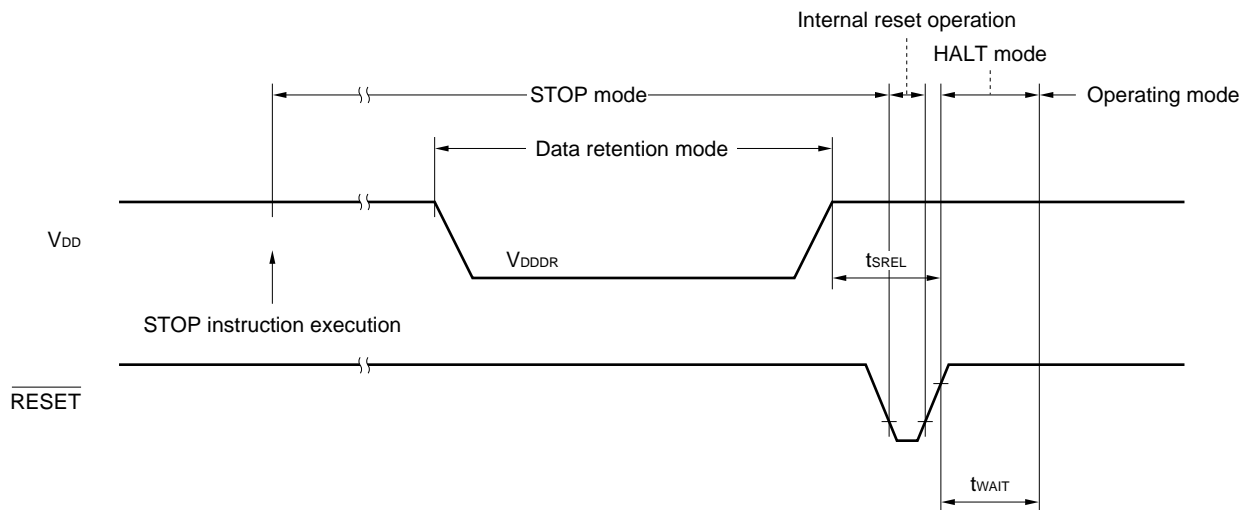 Internal reset operation
HALT mode
STOP mode
Operating mode
Data retention mode
VDD
VDDDR
tSREL
STOP instruction execution
RESET
tWAIT